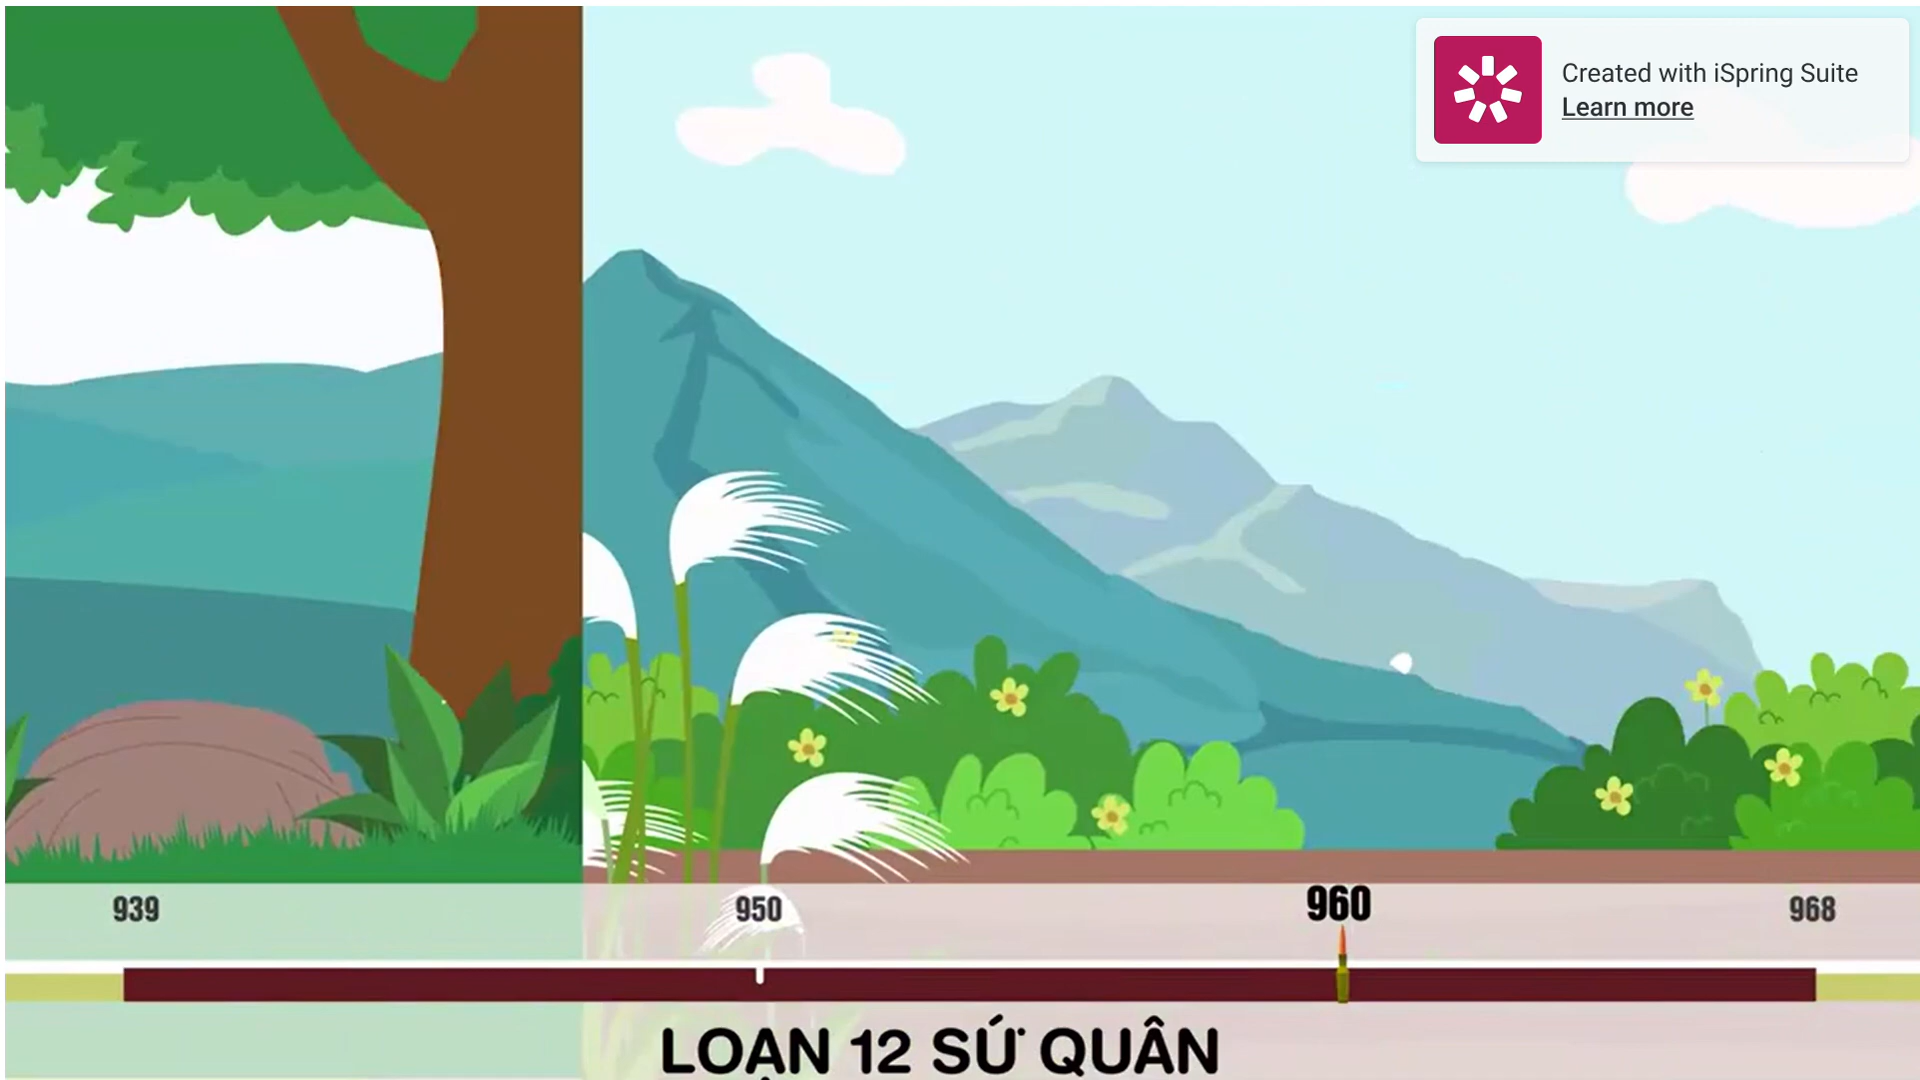 Created with iSpring Suite
Learn more
939 950 960 968
LOẠN 12 SỨ QUÂN